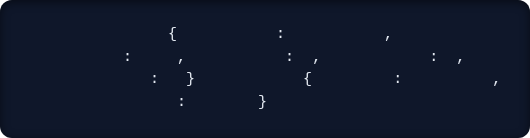 { : ,
: , : , : ,
: } { : ,
: }